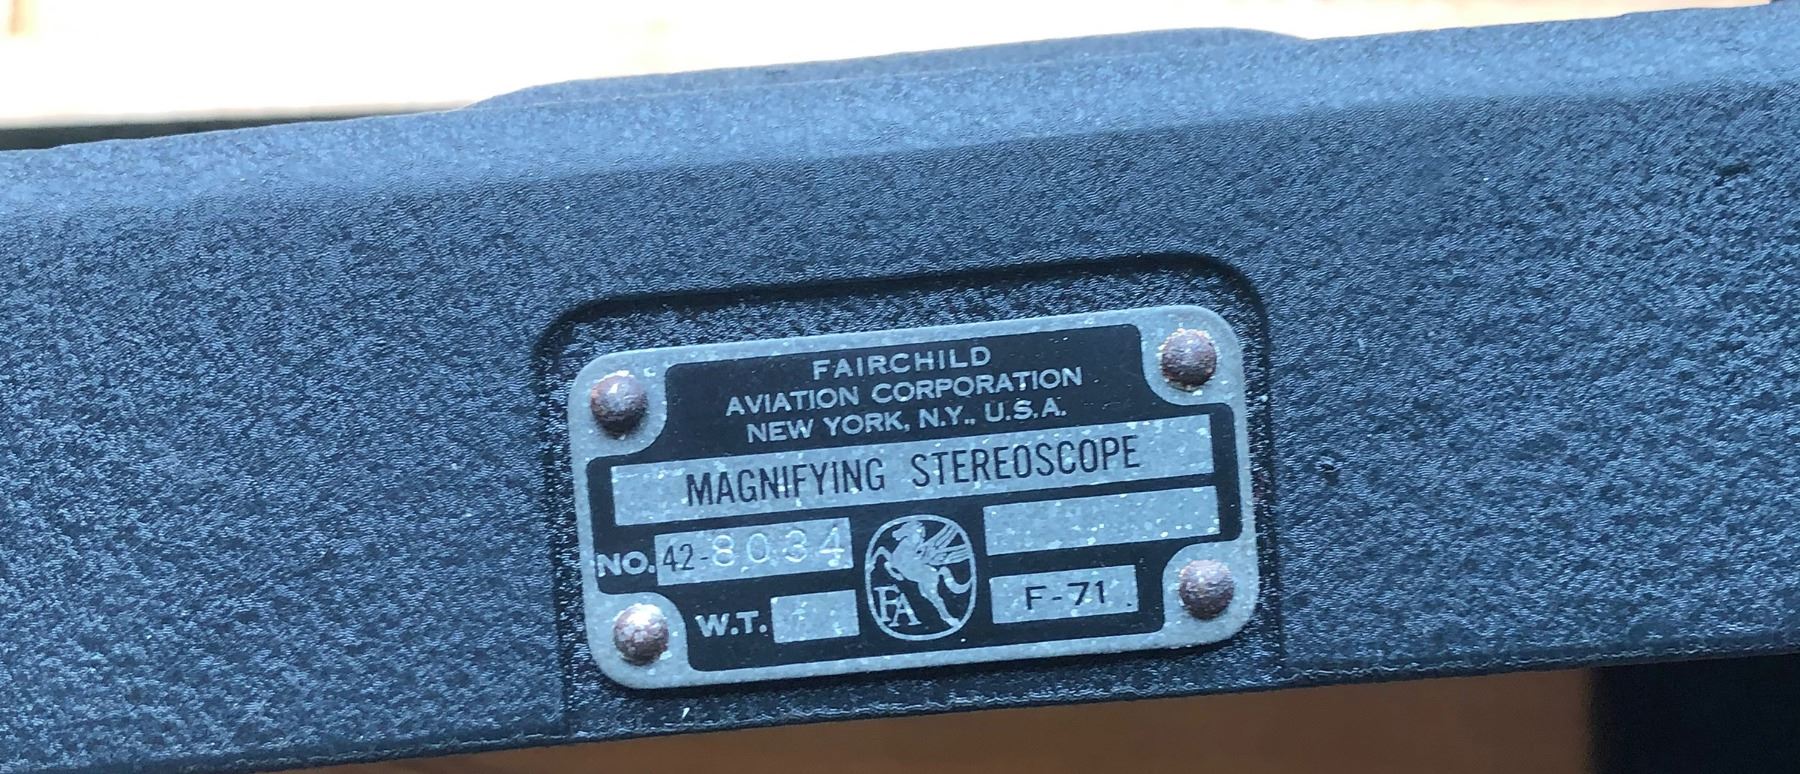 FAIRCHILD
AVIATION CORPORATION
NEW YORK, N.Y., U.S.A.
MAGNIFYING STEREOSCOPE
NO. 42-8034
W.T.
FA
F-71